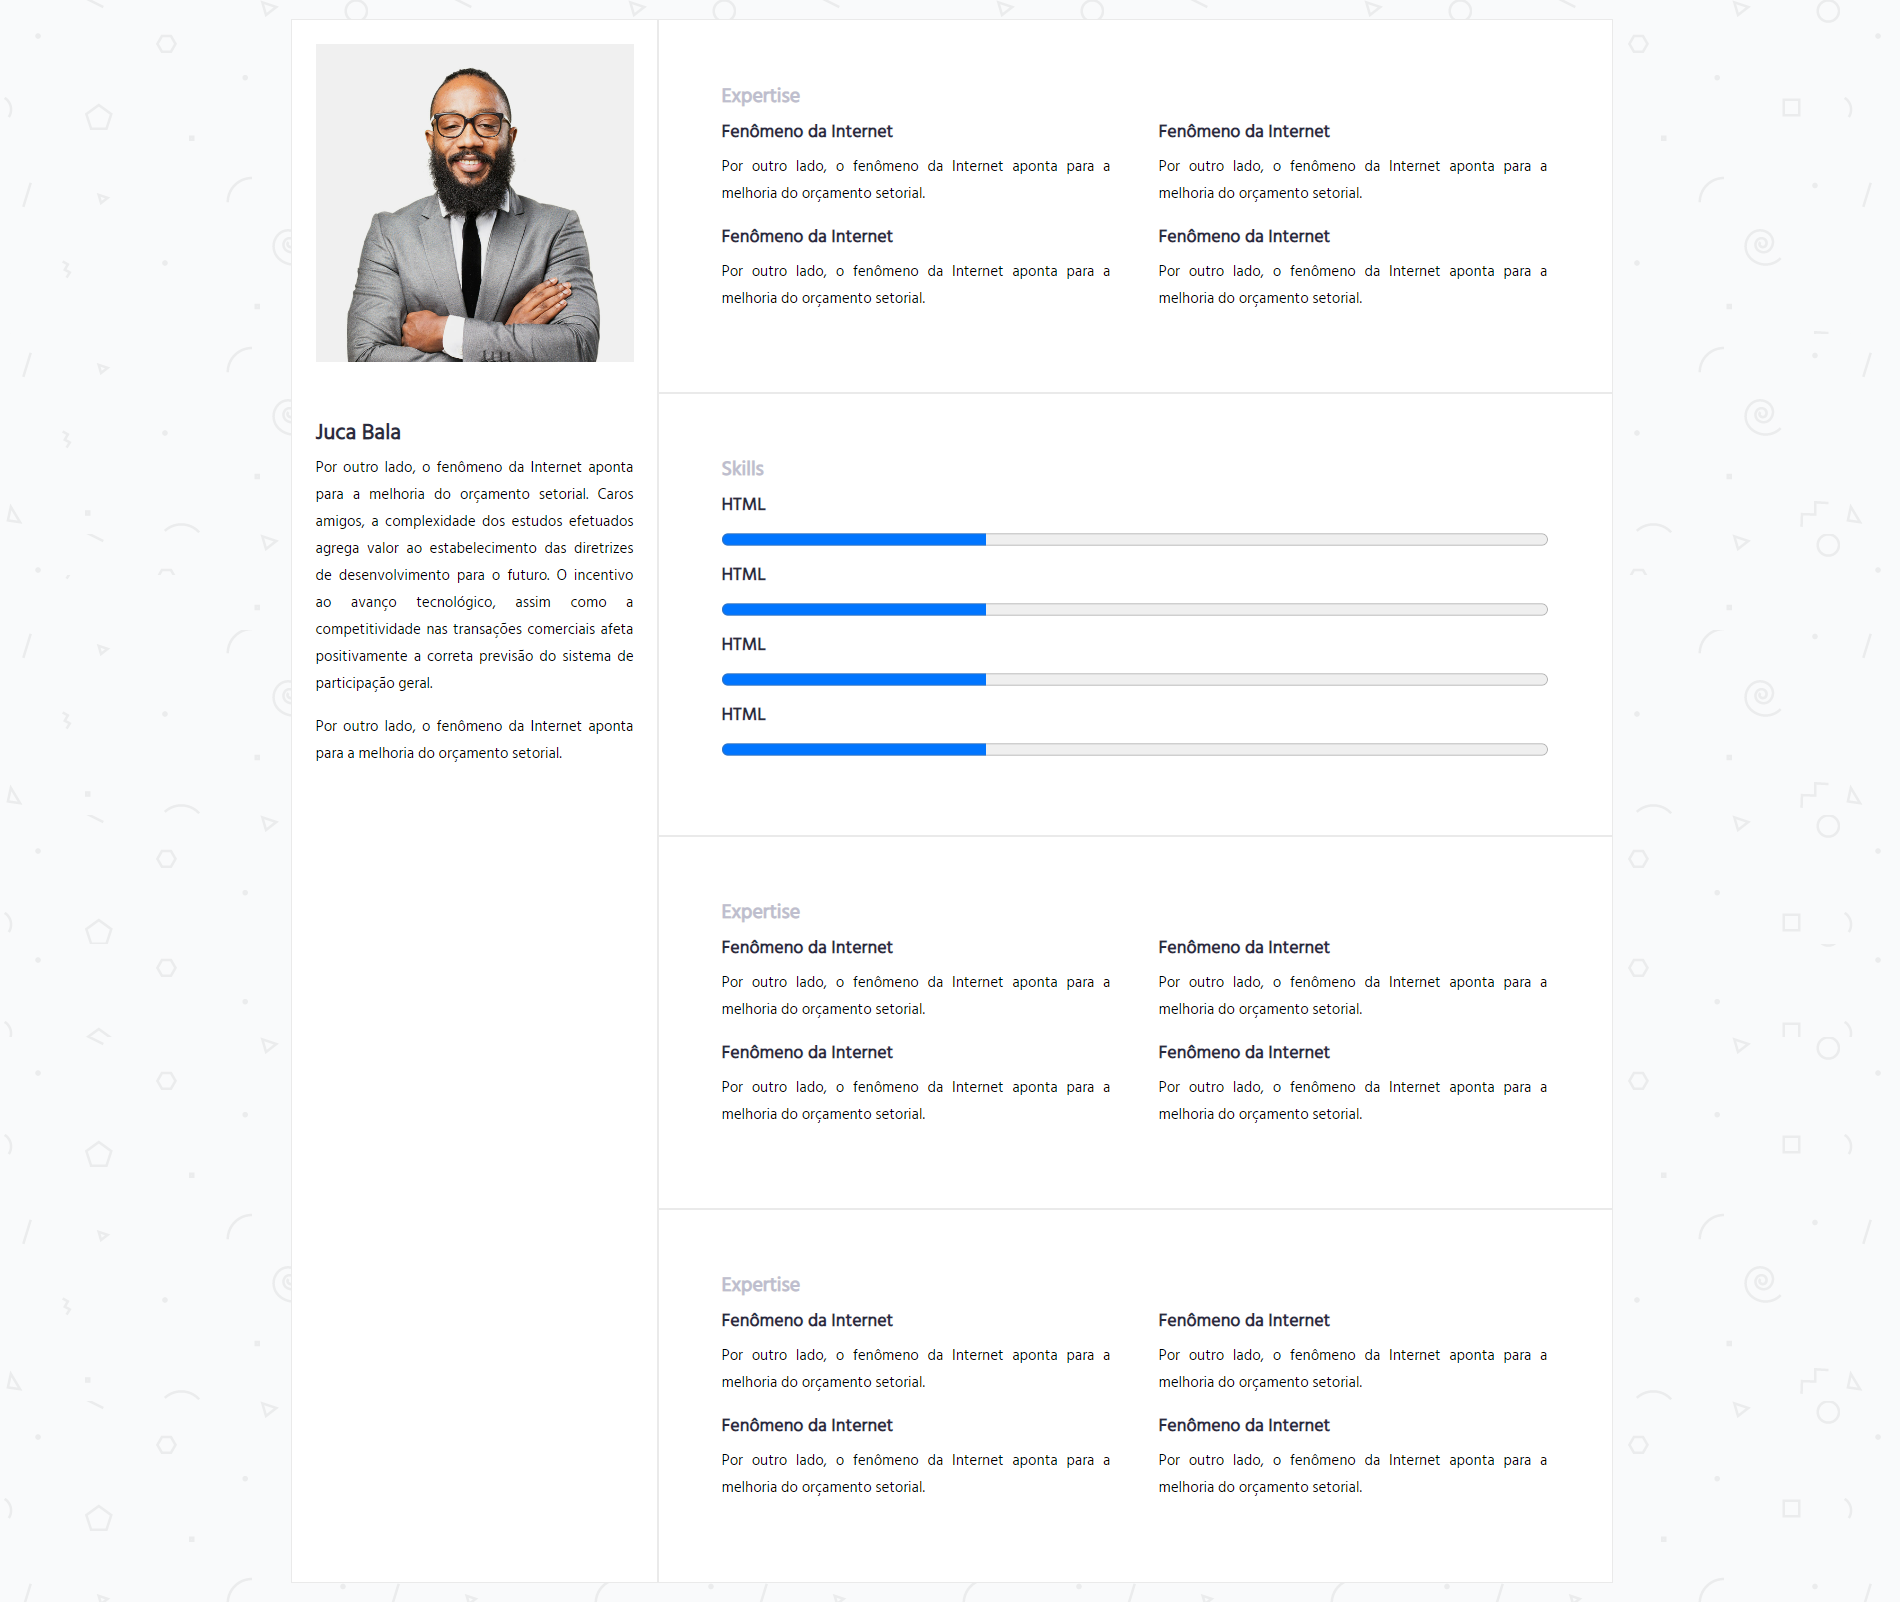 Juca Bala
Por outro lado, o fenômeno da Internet aponta
para a melhoria do orçamento setorial. Caros
amigos, a complexidade dos estudos efetuados
agrega valor ao estabelecimento das diretrizes
de desenvolvimento para o futuro. O incentivo
ao avanço tecnológico, assim como a
competitividade nas transações comerciais afeta
positivamente a correta previsão do sistema de
participação geral.
Por outro lado, o fenômeno da Internet aponta
para a melhoria do orçamento setorial.
Expertise
Fenômeno da Internet
Por outro lado, o fenômeno da Internet aponta para a
melhoria do orçamento setorial.
Fenômeno da Internet
Por outro lado, o fenômeno da Internet aponta para a
melhoria do orçamento setorial.
Fenômeno da Internet
Por outro lado, o fenômeno da Internet aponta para a
melhoria do orçamento setorial.
Fenômeno da Internet
Por outro lado, o fenômeno da Internet aponta para a
melhoria do orçamento setorial.
Skills
HTML
HTML
HTML
HTML
Expertise
Fenômeno da Internet
Por outro lado, o fenômeno da Internet aponta para a
melhoria do orçamento setorial.
Fenômeno da Internet
Por outro lado, o fenômeno da Internet aponta para a
melhoria do orçamento setorial.
Fenômeno da Internet
Por outro lado, o fenômeno da Internet aponta para a
melhoria do orçamento setorial.
Fenômeno da Internet
Por outro lado, o fenômeno da Internet aponta para a
melhoria do orçamento setorial.
Expertise
Fenômeno da Internet
Por outro lado, o fenômeno da Internet aponta para a
melhoria do orçamento setorial.
Fenômeno da Internet
Por outro lado, o fenômeno da Internet aponta para a
melhoria do orçamento setorial.
Fenômeno da Internet
Por outro lado, o fenômeno da Internet aponta para a
melhoria do orçamento setorial.
Fenômeno da Internet
Por outro lado, o fenômeno da Internet aponta para a
melhoria do orçamento setorial.